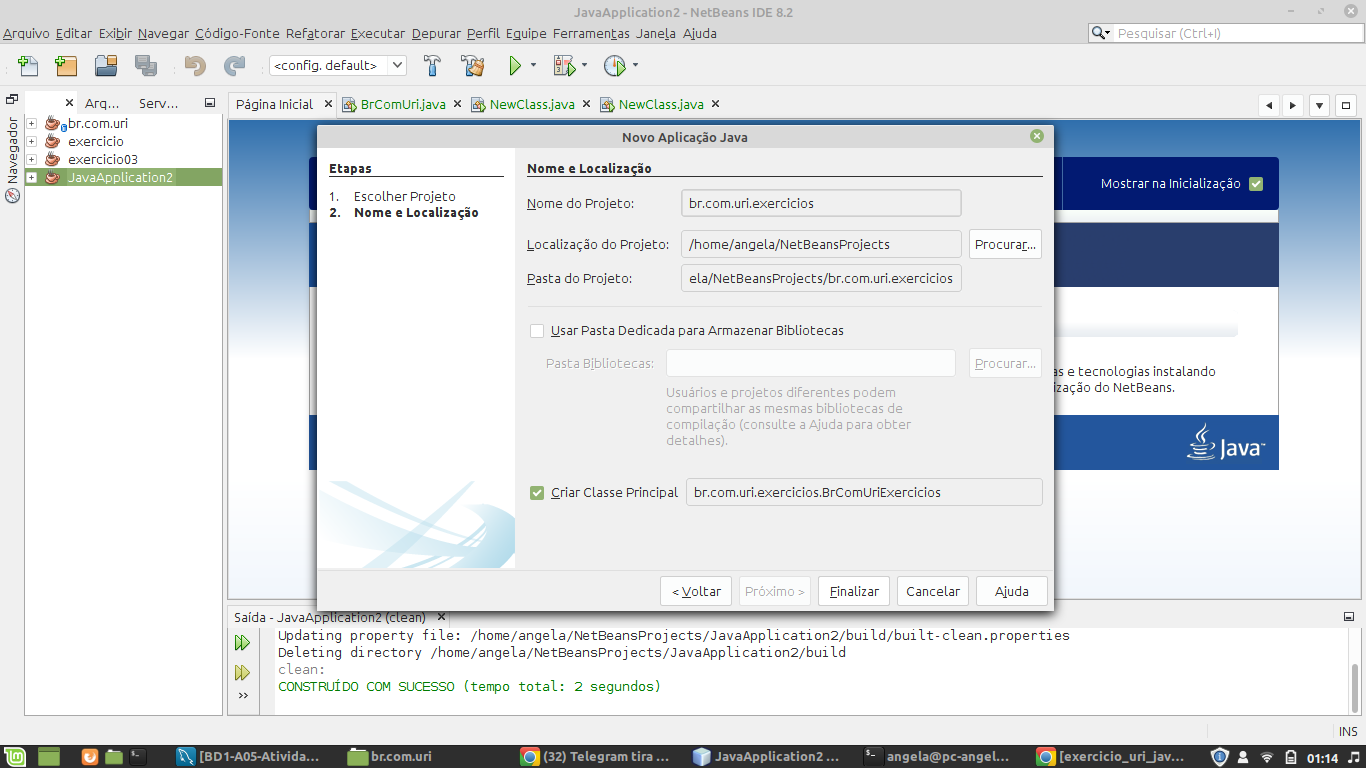 JavaApplication2 - NetBeans IDE 8.2
Arquivo Editar Exibir Navegar Código-Fonte Refatorar Executar Depurar Perfil Equipe Ferramentas Janela Ajuda
Pesquisar (Ctrl+I)
<config. default>
Arq... Serv...
Página Inicial BrComUri.java NewClass.java NewClass.java
Navegador
br.com.uri
exercicio
exercicio03
JavaApplication2
Mostrar na Inicialização
as e tecnologias instalando
ização do NetBeans.
Java
Novo Aplicação Java
Etapas
1. Escolher Projeto
2. Nome e Localização
Nome e Localização
Nome do Projeto: br.com.uri.exercicios
Localização do Projeto: /home/angela/NetBeansProjects Procurar...
Pasta do Projeto: ela/NetBeansProjects/br.com.uri.exercicios
Usar Pasta Dedicada para Armazenar Bibliotecas
Pasta Bibliotecas: Procurar...
Usuários e projetos diferentes podem
compartilhar as mesmas bibliotecas de
compilação (consulte a Ajuda para obter
detalhes).
Criar Classe Principal br.com.uri.exercicios.BrComUriExercicios
< Voltar Próximo > Finalizar Cancelar Ajuda
Saída - JavaApplication2 (clean)
Updating property file: /home/angela/NetBeansProjects/JavaApplication2/build/built-clean.properties
Deleting directory /home/angela/NetBeansProjects/JavaApplication2/build
clean:
CONSTRUÍDO COM SUCESSO (tempo total: 2 segundos)
INS
[BD1-A05-Ativida... br.com.uri (32) Telegram tira ... JavaApplication2 ... angela@pc-angel... [exercicio_uri_jav... 01:14